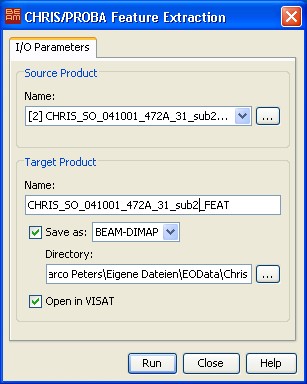 BEAM CHRIS/PROBA Feature Extraction
I/O Parameters
Source Product
Name:
[2] CHRIS_SO_041001_472A_31_sub2...
...
Target Product
Name:
CHRIS_SO_041001_472A_31_sub2_FEAT
Save as: BEAM-DIMAP
Directory:
arco Peters\Eigene Dateien\EOData\Chris
...
Open in VISAT
Run Close Help